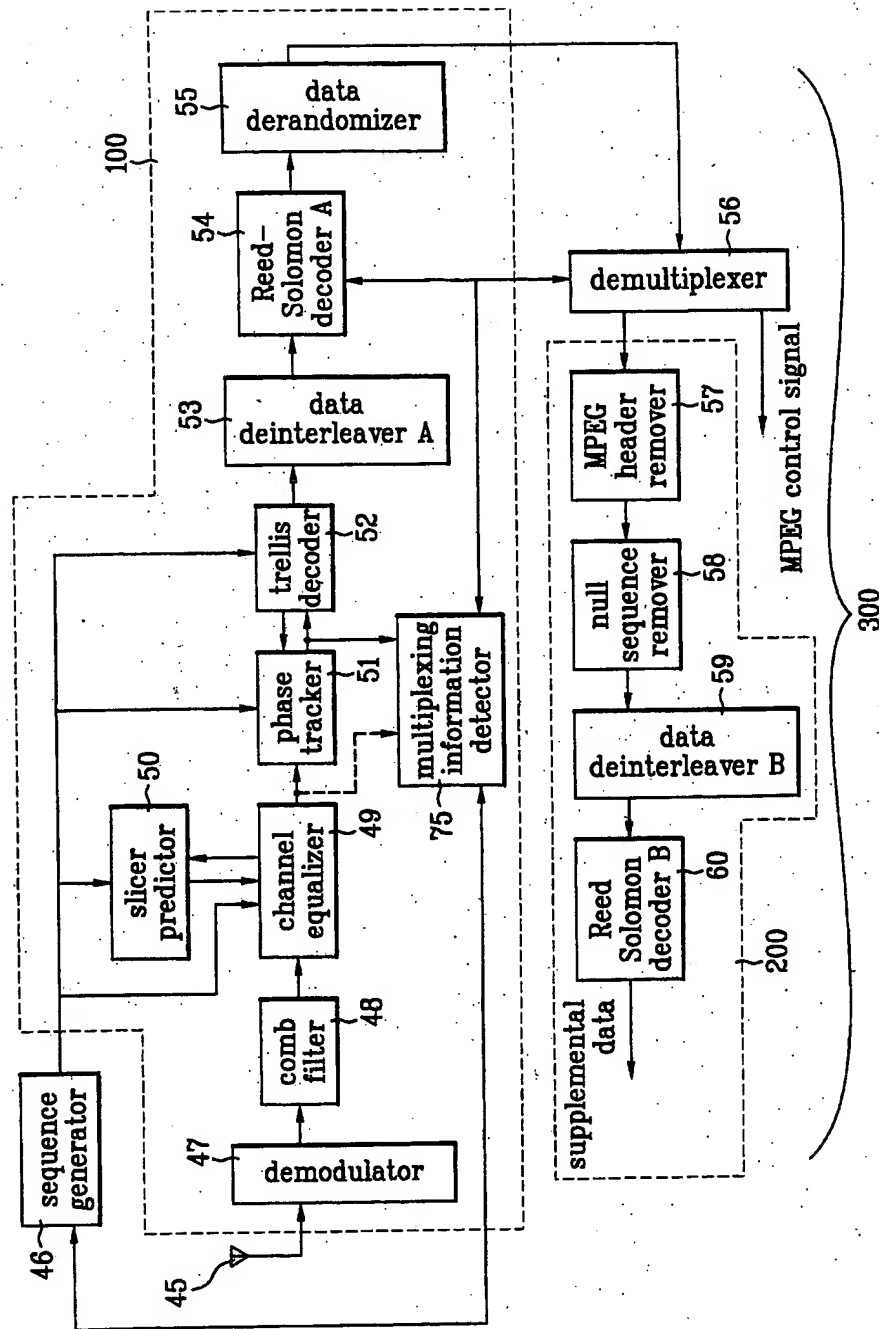 46
sequence
generator
45
47
demodulator
comb
filter
48
slicer
predictor
50
channel
equalizer
49
phase
tracker
51
trellis
decoder
52
multiplexing
information
detector
75
53
data
deinterleaver A
54
Reed-
Solomon
decoder A
55
data
derandomizer
100
demultiplexer
56
MPEG
header
remover
57
null
sequence
remover
58
data
deinterleaver B
59
Reed
Solomon
decoder B
60
supplemental
data
200
MPEG control signal
300